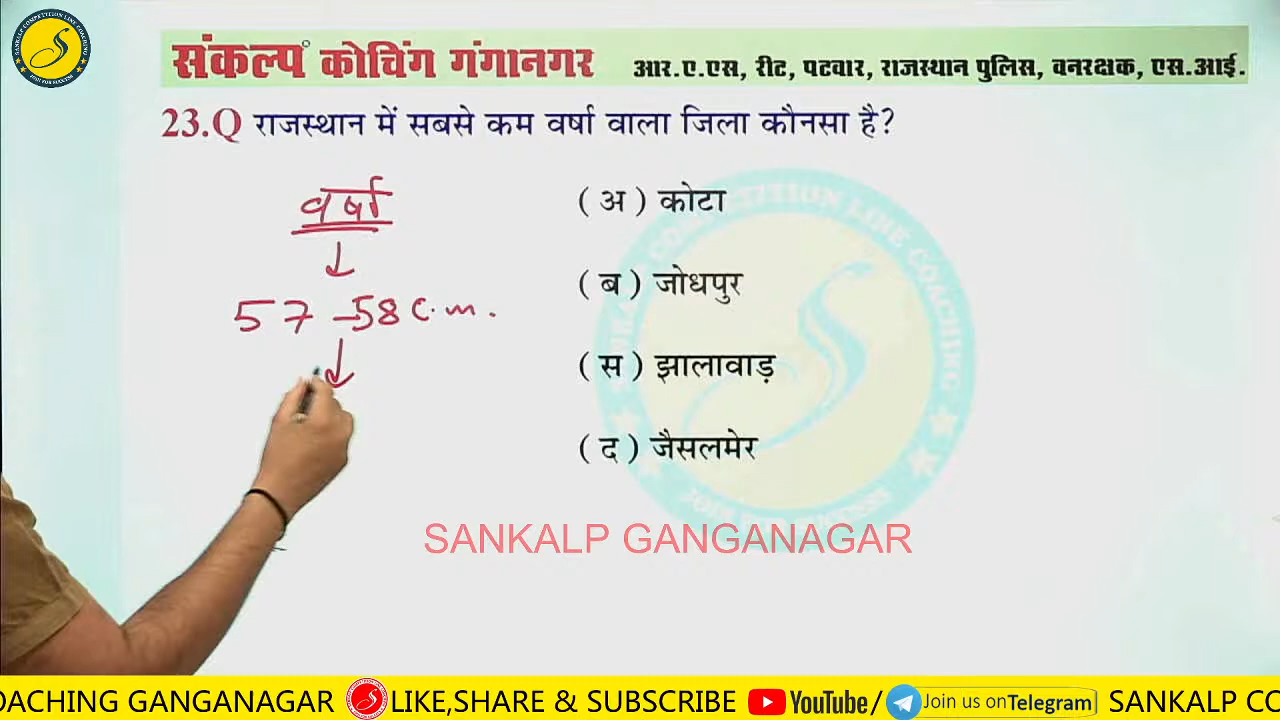 संकल्प कोचिंग गंगानगर आर.ए.एस, रीट, पटवार, राजस्थान पुलिस, वनरक्षक, एस.आई.
23.Q राजस्थान में सबसे कम वर्षा वाला जिला कौनसा है?
वर्षा
57-58 C.m.
( अ ) कोटा
( ब ) जोधपुर
( स ) झालावाड़
( द ) जैसलमेर
SANKALP GANGANAGAR
OACHING GANGANAGAR LIKE,SHARE & SUBSCRIBE YouTube / Join us on Telegram SANKALP CO